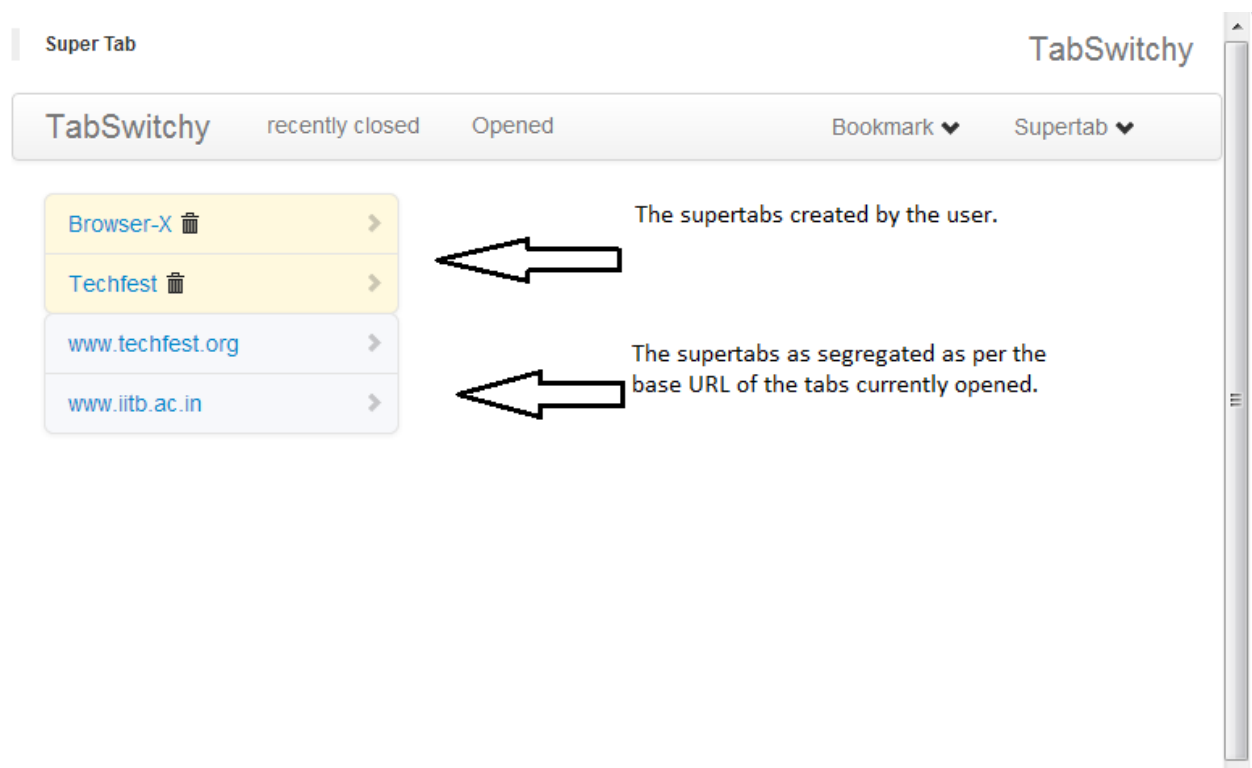 Super Tab
TabSwitchy
TabSwitchy recently closed Opened Bookmark Supertab
Browser-X
The supertabs created by the user.
Techfest
www.techfest.org
The supertabs as segregated as per the
base URL of the tabs currently opened.
www.iitb.ac.in